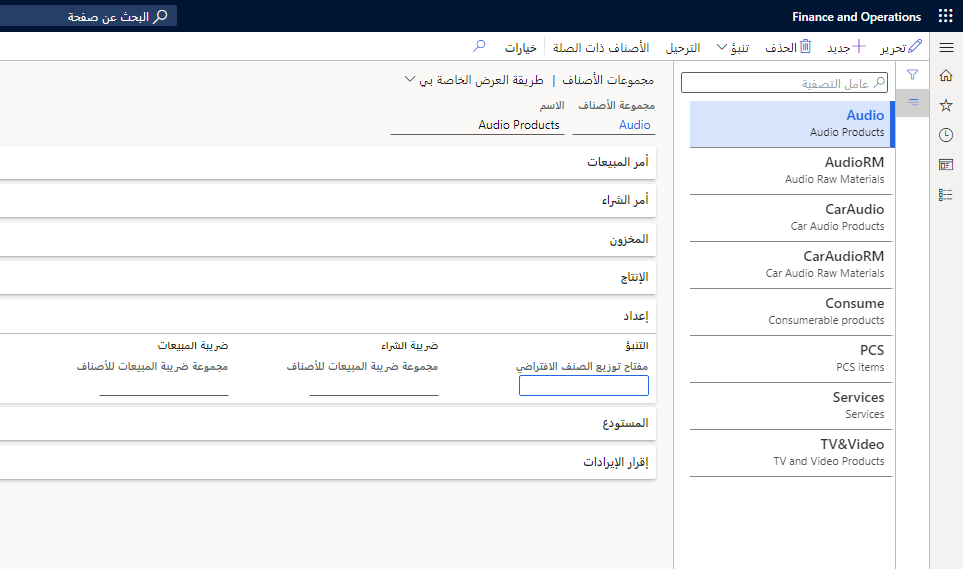 Finance and Operations
البحث عن صفحة
تحرير
جديد
الحذف
تنبؤ
الترحيل
الأصناف ذات الصلة
خيارات
عامل التصفية
Audio
Audio Products
AudioRM
Audio Raw Materials
CarAudio
Car Audio Products
CarAudioRM
Car Audio Raw Materials
Consume
Consumerable products
PCS
PCS items
Services
Services
TV&Video
TV and Video Products
مجموعات الأصناف | طريقة العرض الخاصة بي
مجموعة الأصناف
Audio
الاسم
Audio Products
أمر المبيعات
أمر الشراء
المخزون
الإنتاج
إعداد
التنبؤ
مفتاح توزيع الصنف الافتراضي
ضريبة الشراء
مجموعة ضريبة المبيعات للأصناف
ضريبة المبيعات
مجموعة ضريبة المبيعات للأصناف
المستودع
إقرار الإيرادات